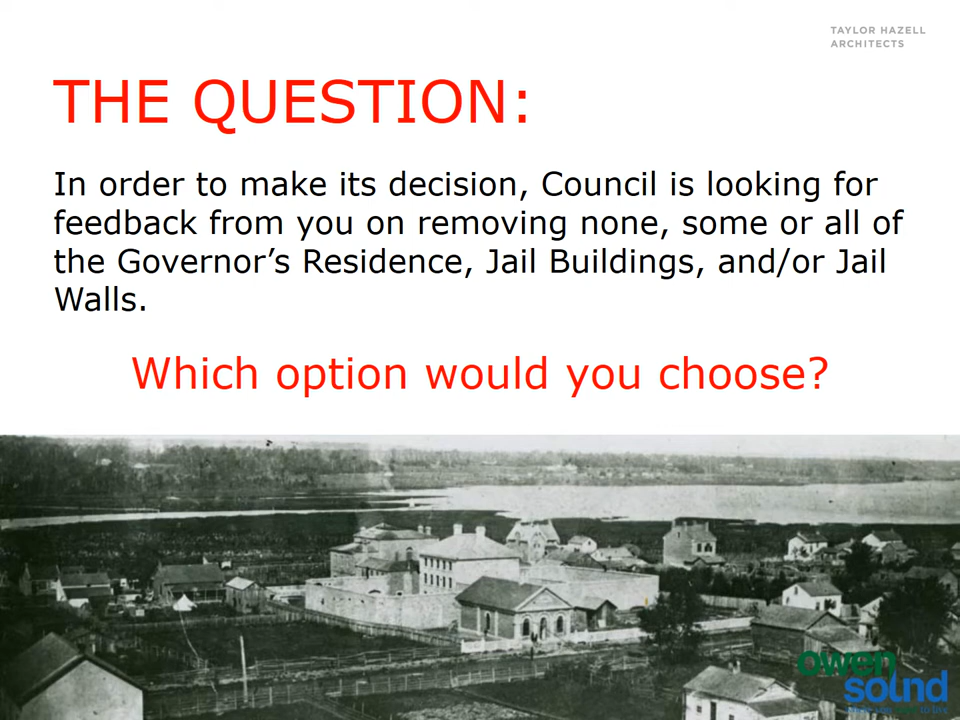 TAYLOR HAZELL
ARCHITECTS
THE QUESTION:
In order to make its decision, Council is looking for
feedback from you on removing none, some or all of
the Governor’s Residence, Jail Buildings, and/or Jail
Walls.
Which option would you choose?
owen
sound
to live